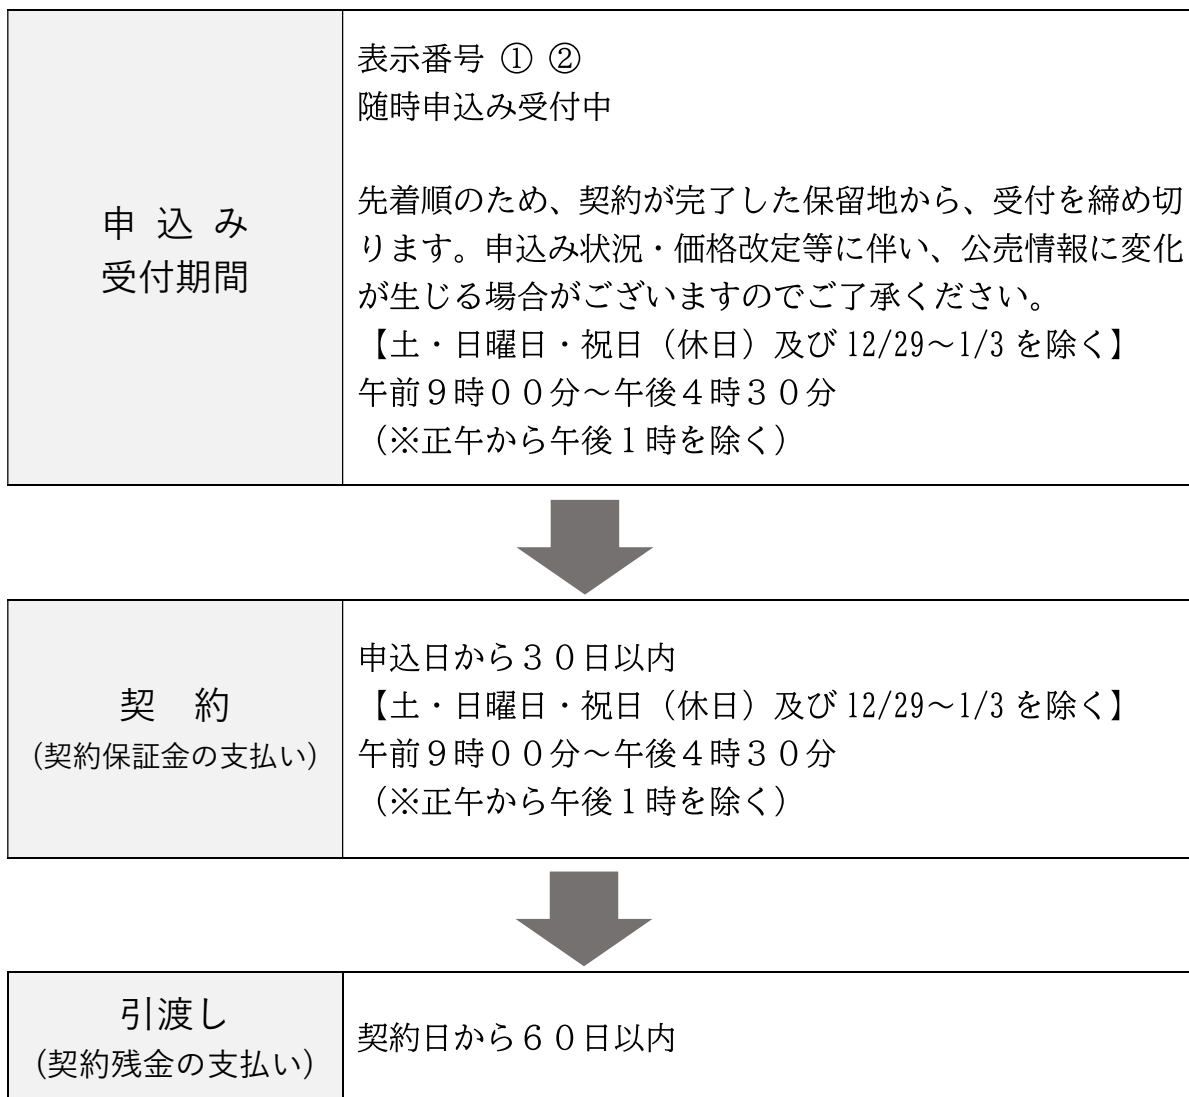 申込み
受付期間
表示番号 ① ②
随時申込み受付中
先着順のため、契約が完了した保留地から、受付を締め切
ります。申込み状況・価格改定等に伴い、公売情報に変化
が生じる場合がございますのでご了承ください。
【土・日曜日・祝日（休日）及び 12/29～1/3 を除く】
午前９時００分～午後４時３０分
（※正午から午後１時を除く）
契　約
（契約保証金の支払い）
申込日から３０日以内
【土・日曜日・祝日（休日）及び 12/29～1/3 を除く】
午前９時００分～午後４時３０分
（※正午から午後１時を除く）
引渡し
（契約残金の支払い）
契約日から６０日以内